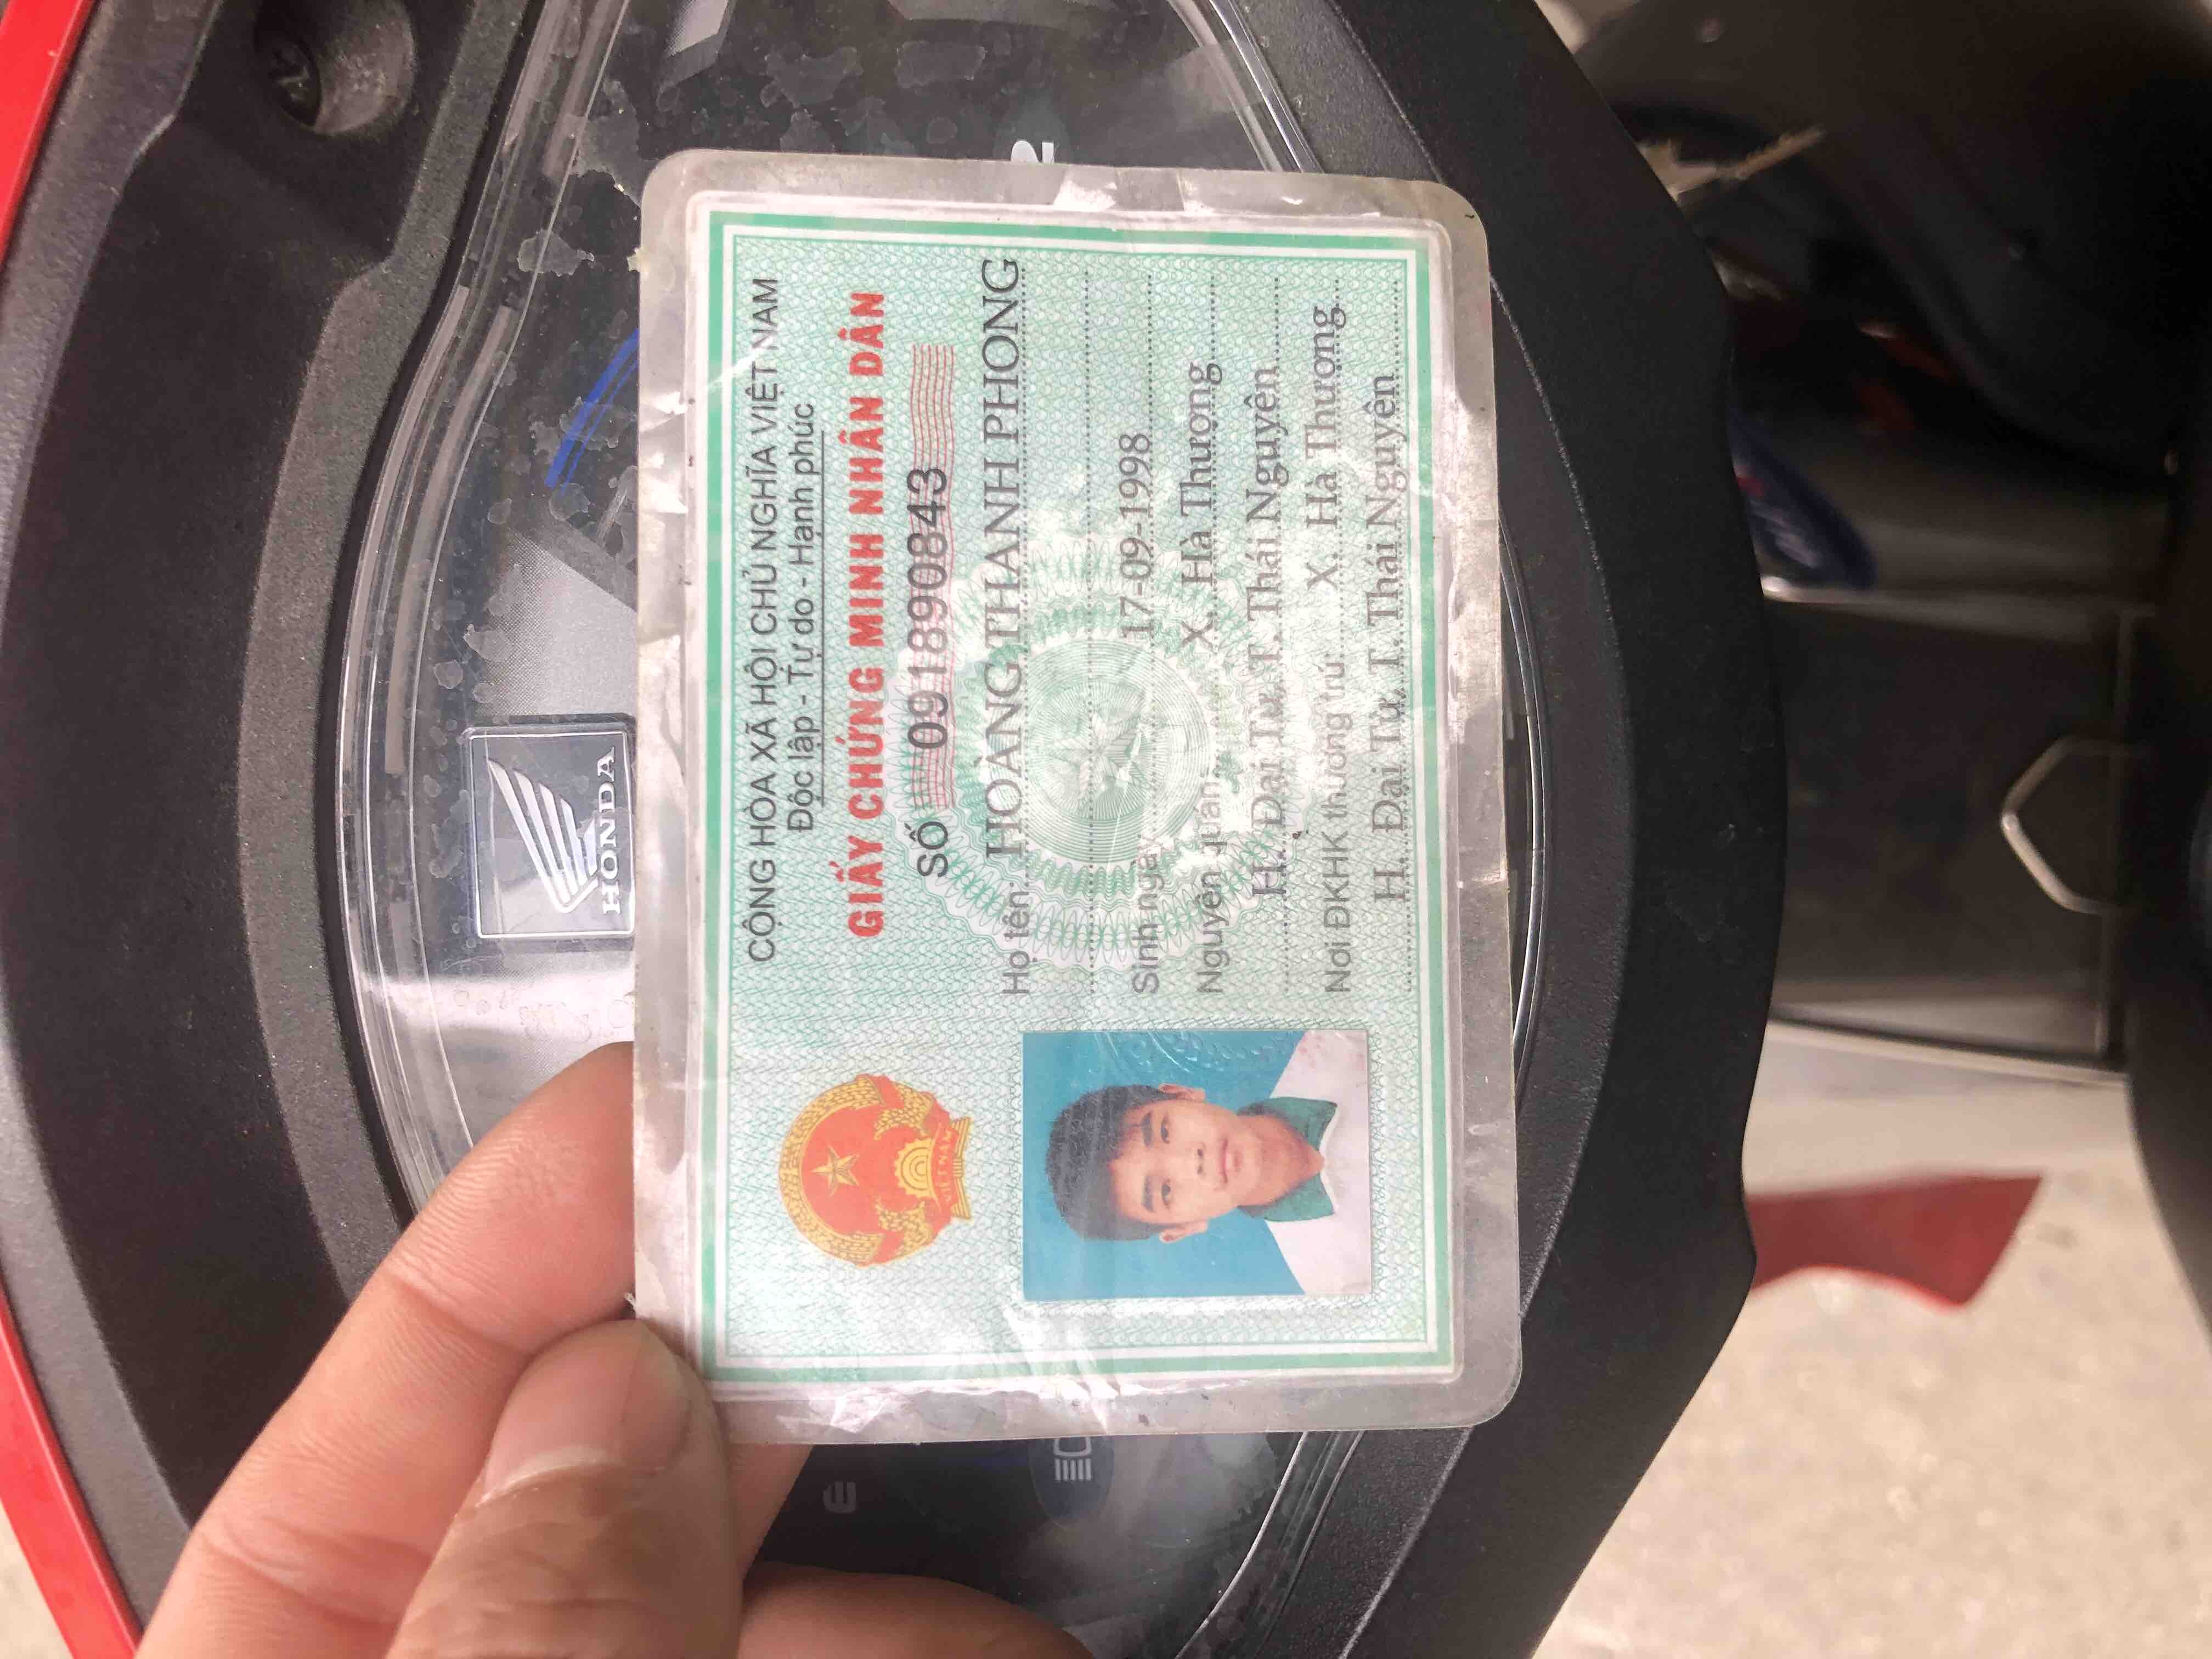 CỘNG HÒA XÃ HỘI CHỦ NGHĨA VIỆT NAM
Độc lập - Tự do - Hạnh phúc
GIẤY CHỨNG MINH NHÂN DÂN
SỐ 091890843
Họ tên HOÀNG THANH PHONG
Sinh ngày 17-09-1998
Nguyên quán X. Hà Thượng
H. Đại Từ, T. Thái Nguyên
Nơi ĐKHK thường trú: X. Hà Thượng
H. Đại Từ, T. Thái Nguyên
VIỆT NAM
HONDA